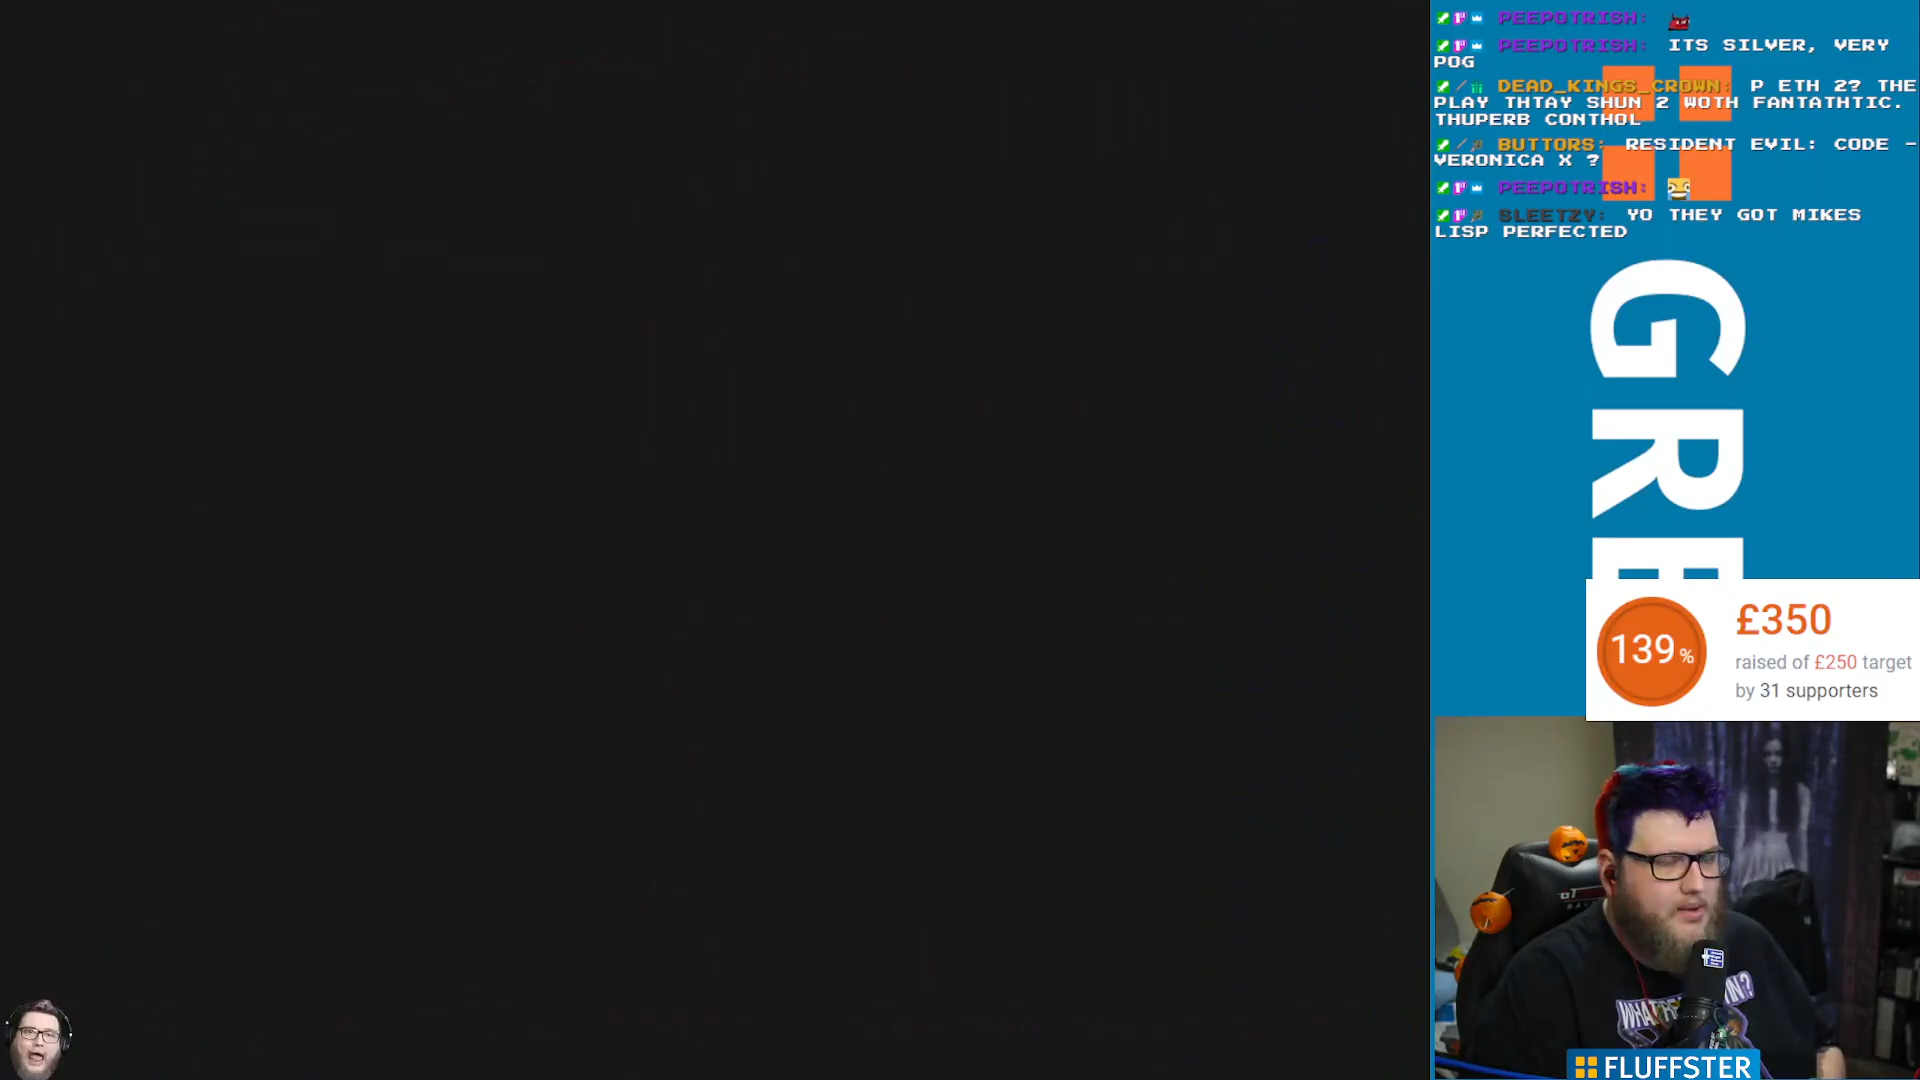 PEEPOTRISH:
PEEPOTRISH: ITS SILVER, VERY
POG
DEAD_KINGS_CROWN: P ETH 2? THE
PLAY THTAY SHUN 2 WOTH FANTATHTIC.
THUPERB CONTHOL
BUTTORS: RESIDENT EVIL: CODE -
VERONICA X ?
PEEPOTRISH:
SLEETZY: YO THEY GOT MIKES
LISP PERFECTED
GRE
139%
£350
raised of £250 target
by 31 supporters
FLUFFSTER